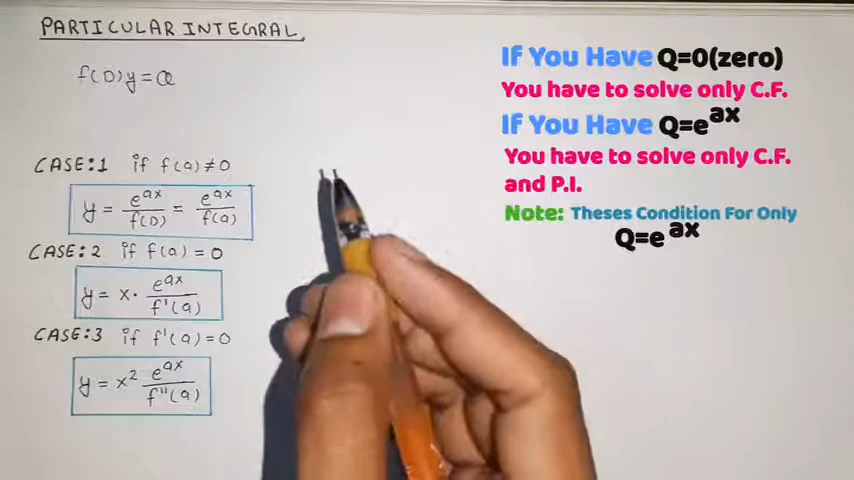 PARTICULAR INTEGRAL.
f(D)y = Q
CASE:1 if f(a) ≠ 0
y = e^ax / f(D) = e^ax / f(a)
CASE:2 if f(a) = 0
y = x · e^ax / f'(a)
CASE:3 if f'(a) = 0
y = x² e^ax / f''(a)
If You Have Q=0(zero)
You have to solve only C.F.
If You Have Q=e^ax
You have to solve only C.F.
and P.I.
Note: Theses Condition For Only
Q=e^ax